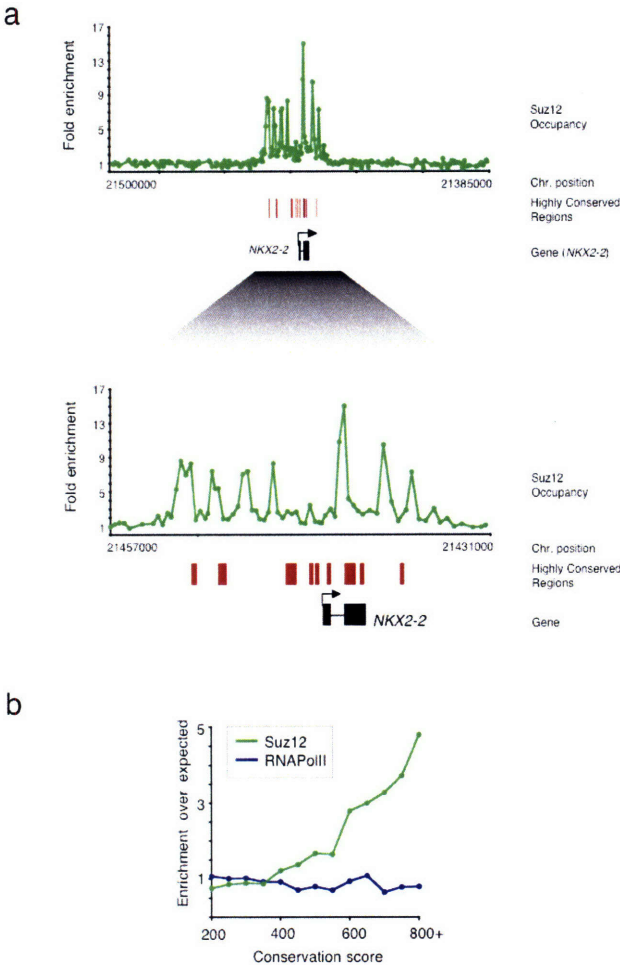 a
17
13
9
5
1
Fold enrichment
Suz12
Occupancy
21500000
21385000
Chr. position
Highly Conserved
Regions
NKX2-2
Gene (NKX2-2)
17
13
9
5
1
Fold enrichment
Suz12
Occupancy
21457000
21431000
Chr. position
Highly Conserved
Regions
NKX2-2
Gene
b
5
3
1
Enrichment over expected
Suz12
RNAPolII
200
400
600
800+
Conservation score